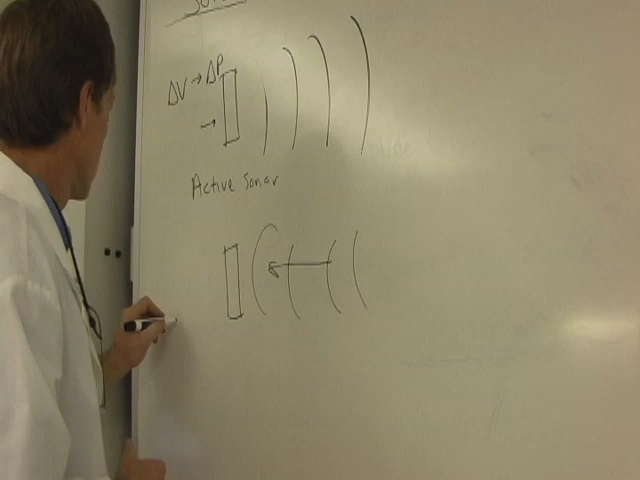 ΔV → ΔP
→
Active Sonar